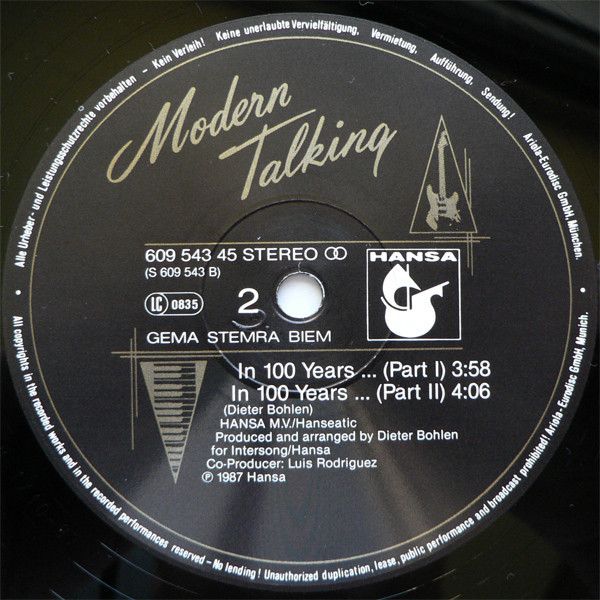 Alle Urheber- und Leistungsschutzrechte vorbehalten – Kein Verleih! Keine unerlaubte Vervielfältigung, Vermietung, Aufführung, Sendung! Ariola-Eurodisc GmbH, München.
Modern
Talking
609 543 45 STEREO
(S 609 543 B)
HANSA
LC 0835
2
GEMA STEMRA BIEM
In 100 Years ... (Part I) 3:58
In 100 Years ... (Part II) 4:06
(Dieter Bohlen)
HANSA M.V./Hanseatic
Produced and arranged by Dieter Bohlen
for Intersong/Hansa
Co-Producer: Luis Rodriguez
℗ 1987 Hansa
All copyrights in the recorded works and in the recorded performances reserved – No lending! Unauthorized duplication, lease, public performance and broadcast prohibited! Ariola-Eurodisc GmbH, Munich.